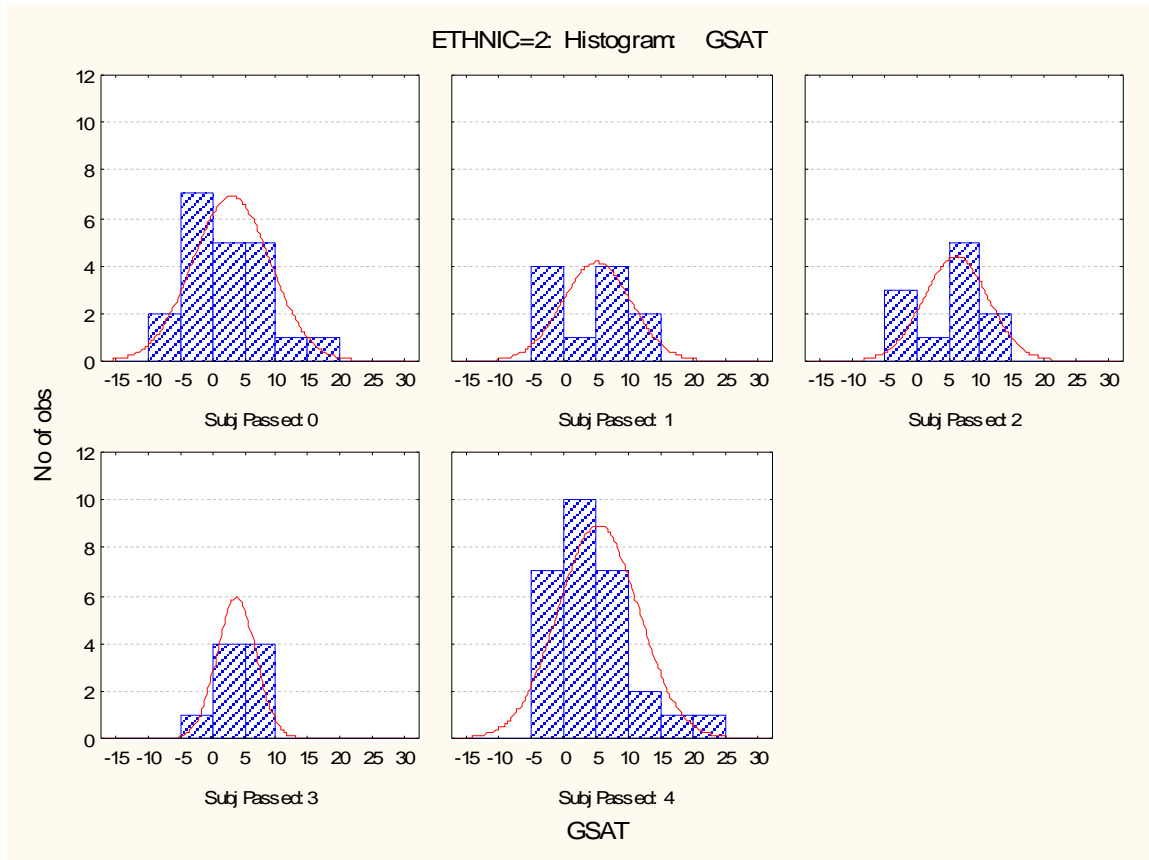 ETHNIC=2: Histogram: GSAT
No of obs
12
10
8
6
4
2
0
-15 -10 -5 0 5 10 15 20 25 30
Subj Passed: 0
-15 -10 -5 0 5 10 15 20 25 30
Subj Passed: 1
-15 -10 -5 0 5 10 15 20 25 30
Subj Passed: 2
12
10
8
6
4
2
0
-15 -10 -5 0 5 10 15 20 25 30
Subj Passed: 3
-15 -10 -5 0 5 10 15 20 25 30
Subj Passed: 4
GSAT